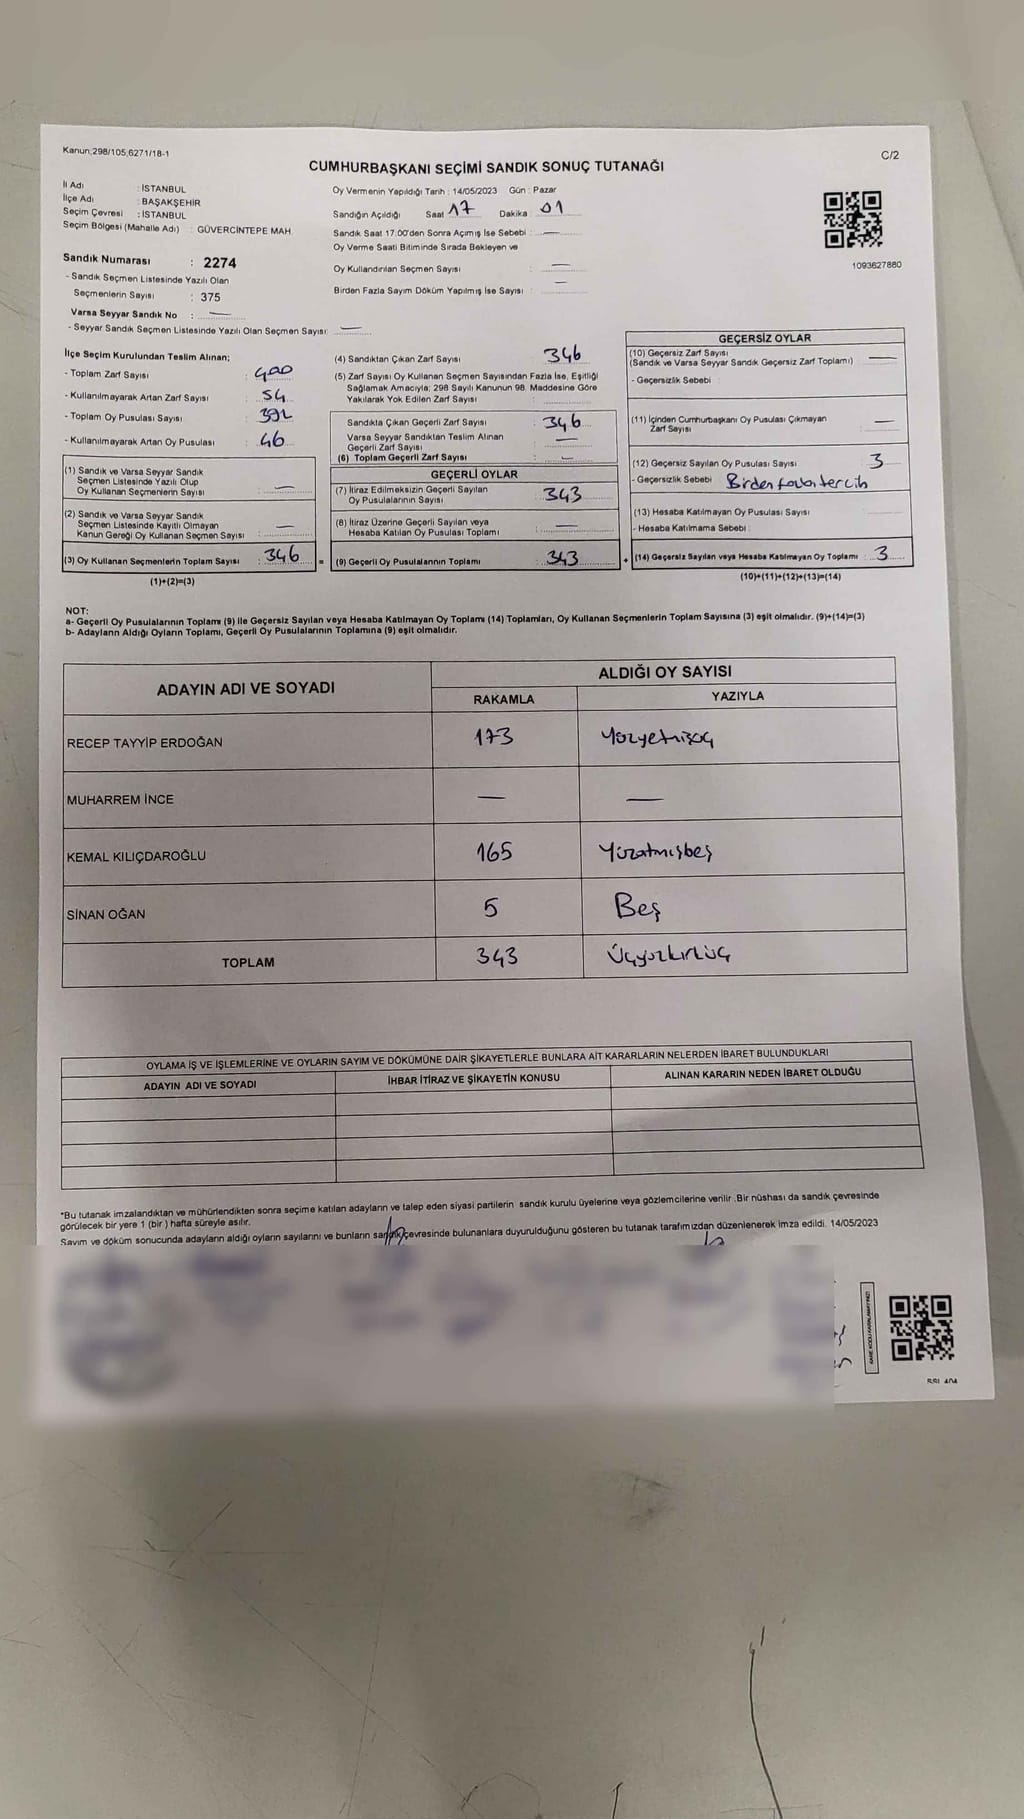 Kanun;298/105,6271/18-1
C/2
CUMHURBAŞKANI SEÇİMİ SANDIK SONUÇ TUTANAĞI
İl Adı : İSTANBUL
İlçe Adı : BAŞAKŞEHİR
Seçim Çevresi : İSTANBUL
Seçim Bölgesi (Mahalle Adı) : GÜVERCİNTEPE MAH.
Oy Vermenin Yapıldığı Tarih : 14/05/2023 Gün : Pazar
Sandığın Açıldığı Saat 17 Dakika : 01
Sandık Saat 17.00'den Sonra Açımış İse Sebebi : —
Oy Verme Saati Bitiminde Sırada Bekleyen ve
Oy Kullandırılan Seçmen Sayısı : —
Birden Fazla Sayım Döküm Yapılmış İse Sayısı : —
1093627880
Sandık Numarası : 2274
- Sandık Seçmen Listesinde Yazılı Olan
Seçmenlerin Sayısı : 375
Varsa Seyyar Sandık No : —
- Seyyar Sandık Seçmen Listesinde Yazılı Olan Seçmen Sayısı: —
İlçe Seçim Kurulundan Teslim Alınan;
- Toplam Zarf Sayısı : 400
- Kullanılmayarak Artan Zarf Sayısı : 54
- Toplam Oy Pusulası Sayısı : 392
- Kullanılmayarak Artan Oy Pusulası : 46
(1) Sandık ve Varsa Seyyar Sandık
Seçmen Listesinde Yazılı Olup
Oy Kullanan Seçmenlerin Sayısı : —
(2) Sandık ve Varsa Seyyar Sandık
Seçmen Listesinde Kayıtlı Olmayan
Kanun Gereği Oy Kullanan Seçmen Sayısı : —
(3) Oy Kullanan Seçmenlerin Toplam Sayısı : 346
(1)+(2)=(3)
(4) Sandıktan Çıkan Zarf Sayısı : 346
(5) Zarf Sayısı Oy Kullanan Seçmen Sayısından Fazla İse, Eşitliği
Sağlamak Amacıyla; 298 Sayılı Kanunun 98. Maddesine Göre
Yakılarak Yok Edilen Zarf Sayısı :
Sandıkta Çıkan Geçerli Zarf Sayısı : 346
Varsa Seyyar Sandıktan Teslim Alınan
Geçerli Zarf Sayısı : —
(6) Toplam Geçerli Zarf Sayısı : —
GEÇERLİ OYLAR
(7) İtiraz Edilmeksizin Geçerli Sayılan
Oy Pusulalarının Sayısı : 343
(8) İtiraz Üzerine Geçerli Sayılan veya
Hesaba Katılan Oy Pusulası Toplamı : —
= (9) Geçerli Oy Pusulalarının Toplamı : 343
GEÇERSİZ OYLAR
(10) Geçersiz Zarf Sayısı
(Sandık ve Varsa Seyyar Sandık Geçersiz Zarf Toplamı) : —
- Geçersizlik Sebebi :
(11) İçinden Cumhurbaşkanı Oy Pusulası Çıkmayan
Zarf Sayısı : —
(12) Geçersiz Sayılan Oy Pusulası Sayısı : 3
- Geçersizlik Sebebi : Birden fazla tercih
(13) Hesaba Katılmayan Oy Pusulası Sayısı :
- Hesaba Katılmama Sebebi :
+ (14) Geçersiz Sayılan veya Hesaba Katılmayan Oy Toplamı : 3
(10)+(11)+(12)+(13)=(14)
NOT:
a- Geçerli Oy Pusulalarının Toplamı (9) ile Geçersiz Sayılan veya Hesaba Katılmayan Oy Toplamı (14) Toplamları, Oy Kullanan Seçmenlerin Toplam Sayısına (3) eşit olmalıdır. (9)+(14)=(3)
b- Adayların Aldığı Oyların Toplamı, Geçerli Oy Pusulalarının Toplamına (9) eşit olmalıdır.
ADAYIN ADI VE SOYADI
ALDIĞI OY SAYISI
RAKAMLA YAZIYLA
RECEP TAYYİP ERDOĞAN 173 Yüzyetmişüç
MUHARREM İNCE — —
KEMAL KILIÇDAROĞLU 165 Yüzatmışbeş
SİNAN OĞAN 5 Beş
TOPLAM 343 Üçyüzkırküç
OYLAMA İŞ VE İŞLEMLERİNE VE OYLARIN SAYIM VE DÖKÜMÜNE DAİR ŞİKAYETLERLE BUNLARA AİT KARARLARIN NELERDEN İBARET BULUNDUKLARI
ADAYIN ADI VE SOYADI İHBAR İTİRAZ VE ŞİKAYETİN KONUSU ALINAN KARARIN NEDEN İBARET OLDUĞU
*Bu tutanak imzalandıktan ve mühürlendikten sonra seçime katılan adayların ve talep eden siyasi partilerin sandık kurulu üyelerine veya gözlemcilerine verilir. Bir nüshası da sandık çevresinde
görülecek bir yere 1 (bir) hafta süreyle asılır.
Sayım ve döküm sonucunda adayların aldığı oyların sayılarını ve bunların sandık çevresinde bulunanlara duyurulduğunu gösteren bu tutanak tarafımızdan düzenlenerek imza edildi. 14/05/2023